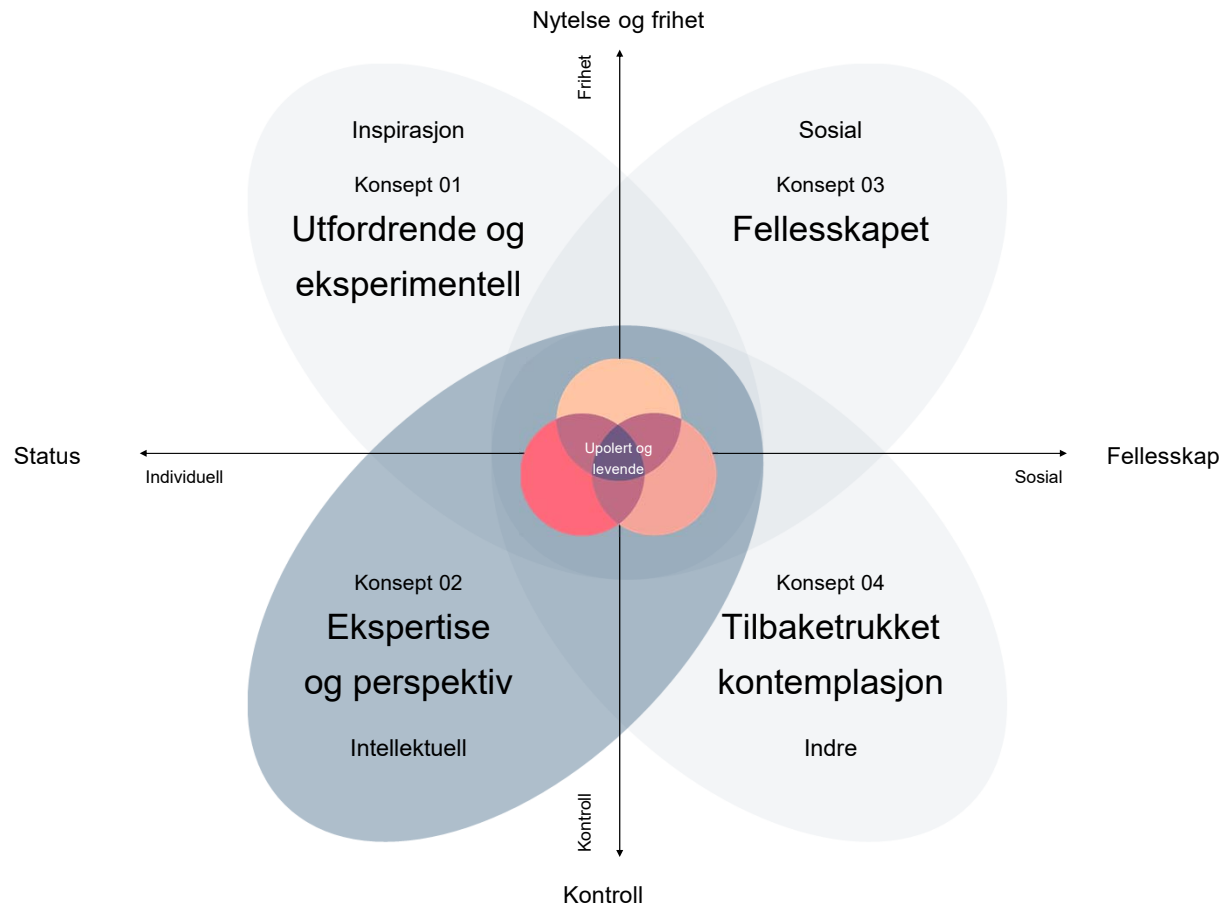 Nytelse og frihet
Frihet
Inspirasjon
Konsept 01
Utfordrende og
eksperimentell
Sosial
Konsept 03
Fellesskapet
Status
Individuell
Upolert og
levende
Sosial
Fellesskap
Konsept 02
Ekspertise
og perspektiv
Intellektuell
Konsept 04
Tilbaketrukket
kontemplasjon
Indre
Kontroll
Kontroll